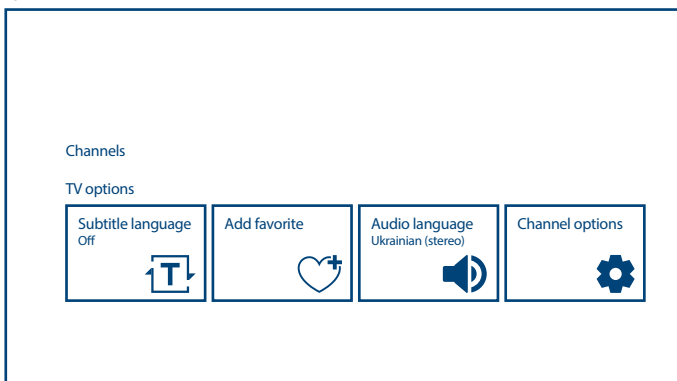 Channels
TV options
Subtitle language
Off
T
Add favorite
Audio language
Ukrainian (stereo)
Channel options